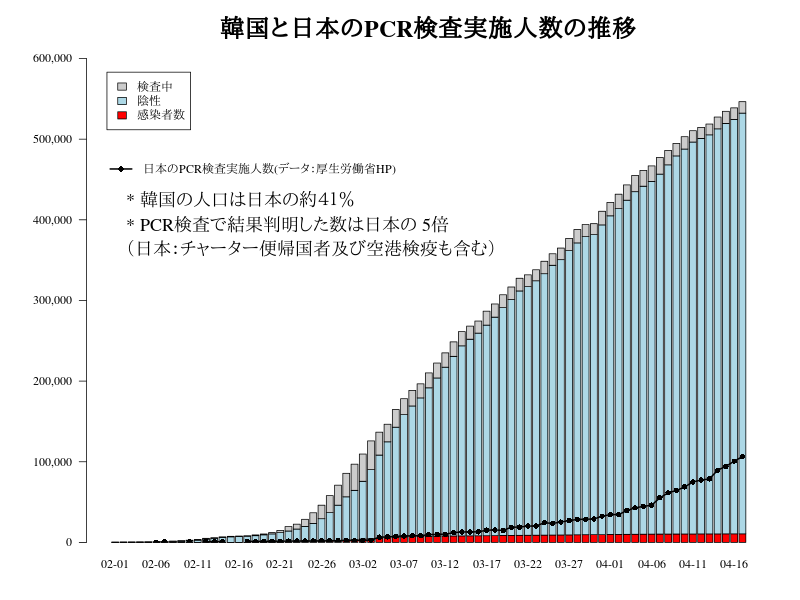 韓国と日本のPCR検査実施人数の推移
600,000
500,000
400,000
300,000
200,000
100,000
0
検査中
陰性
感染者数
日本のPCR検査実施人数(データ:厚生労働省HP)
* 韓国の人口は日本の約41%
* PCR検査で結果判明した数は日本の 5倍
(日本:チャーター便帰国者及び空港検疫も含む)
02-01 02-06 02-11 02-16 02-21 02-26 03-02 03-07 03-12 03-17 03-22 03-27 04-01 04-06 04-11 04-16